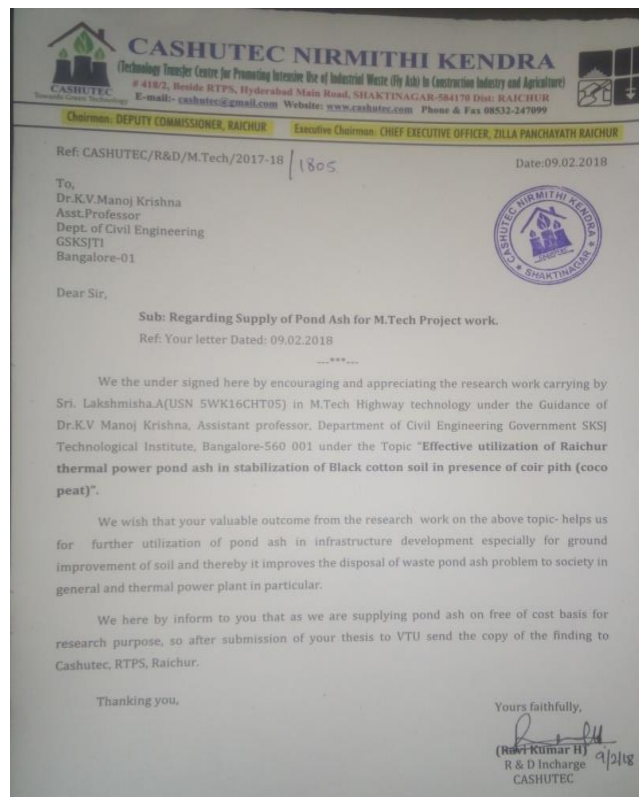 CASHUTEC NIRMITHI KENDRA
(Technology Transfer Centre for Promoting Intensive Use of Industrial Waste (Fly Ash) In Construction Industry and Agriculture)
# 418/2, Beside RTPS, Hyderabad Main Road, SHAKTINAGAR-584170 Dist: RAICHUR
E-mail:- cashutec@gmail.com Website: www.cashutec.com Phone & Fax 08532-247099
CASHUTEC
Towards Green Technology
Chairman: DEPUTY COMMISSIONER, RAICHUR Executive Chairman: CHIEF EXECUTIVE OFFICER, ZILLA PANCHAYATH RAICHUR
Ref: CASHUTEC/R&D/M.Tech/2017-18/1805 Date:09.02.2018
To,
Dr.K.V.Manoj Krishna
Asst.Professor
Dept. of Civil Engineering
GSKSJTI
Bangalore-01
CASHUTEC NIRMITHI KENDRA
* SHAKTINAGAR *
Dear Sir,
Sub: Regarding Supply of Pond Ash for M.Tech Project work.
Ref: Your letter Dated: 09.02.2018
---***---
We the under signed here by encouraging and appreciating the research work carrying by
Sri. Lakshmisha.A(USN 5WK16CHT05) in M.Tech Highway technology under the Guidance of
Dr.K.V Manoj Krishna, Assistant professor, Department of Civil Engineering Government SKSJ
Technological Institute, Bangalore-560 001 under the Topic "Effective utilization of Raichur
thermal power pond ash in stabilization of Black cotton soil in presence of coir pith (coco
peat)".
We wish that your valuable outcome from the research work on the above topic- helps us
for further utilization of pond ash in infrastructure development especially for ground
improvement of soil and thereby it improves the disposal of waste pond ash problem to society in
general and thermal power plant in particular.
We here by inform to you that as we are supplying pond ash on free of cost basis for
research purpose, so after submission of your thesis to VTU send the copy of the finding to
Cashutec, RTPS, Raichur.
Thanking you,
Yours faithfully,
(Ravi Kumar H) 9/2/18
R & D Incharge
CASHUTEC